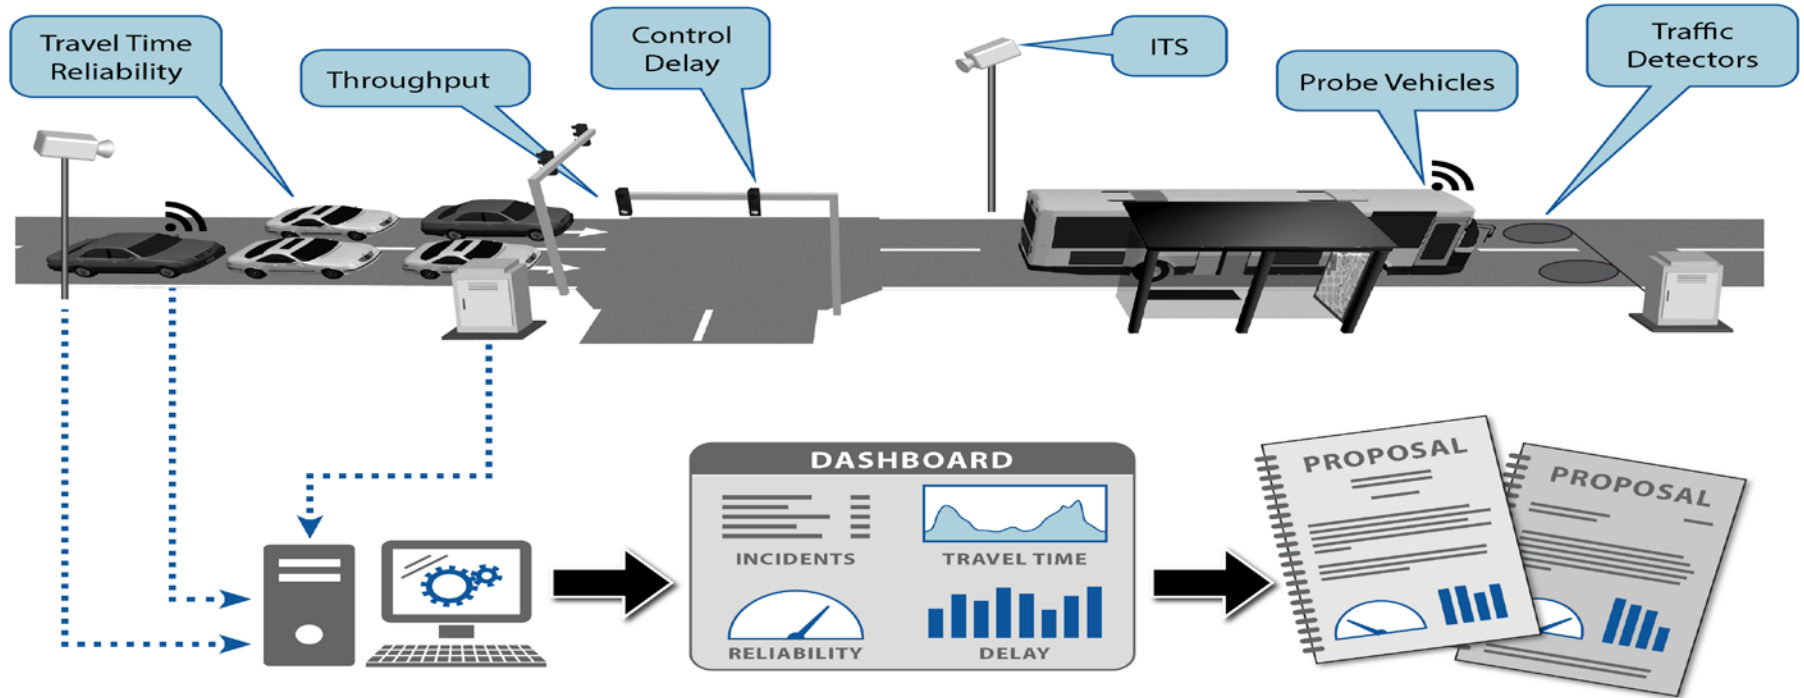 Travel Time
Reliability
Throughput
Control
Delay
ITS
Probe Vehicles
Traffic
Detectors
DASHBOARD
INCIDENTS
TRAVEL TIME
RELIABILITY
DELAY
PROPOSAL
PROPOSAL